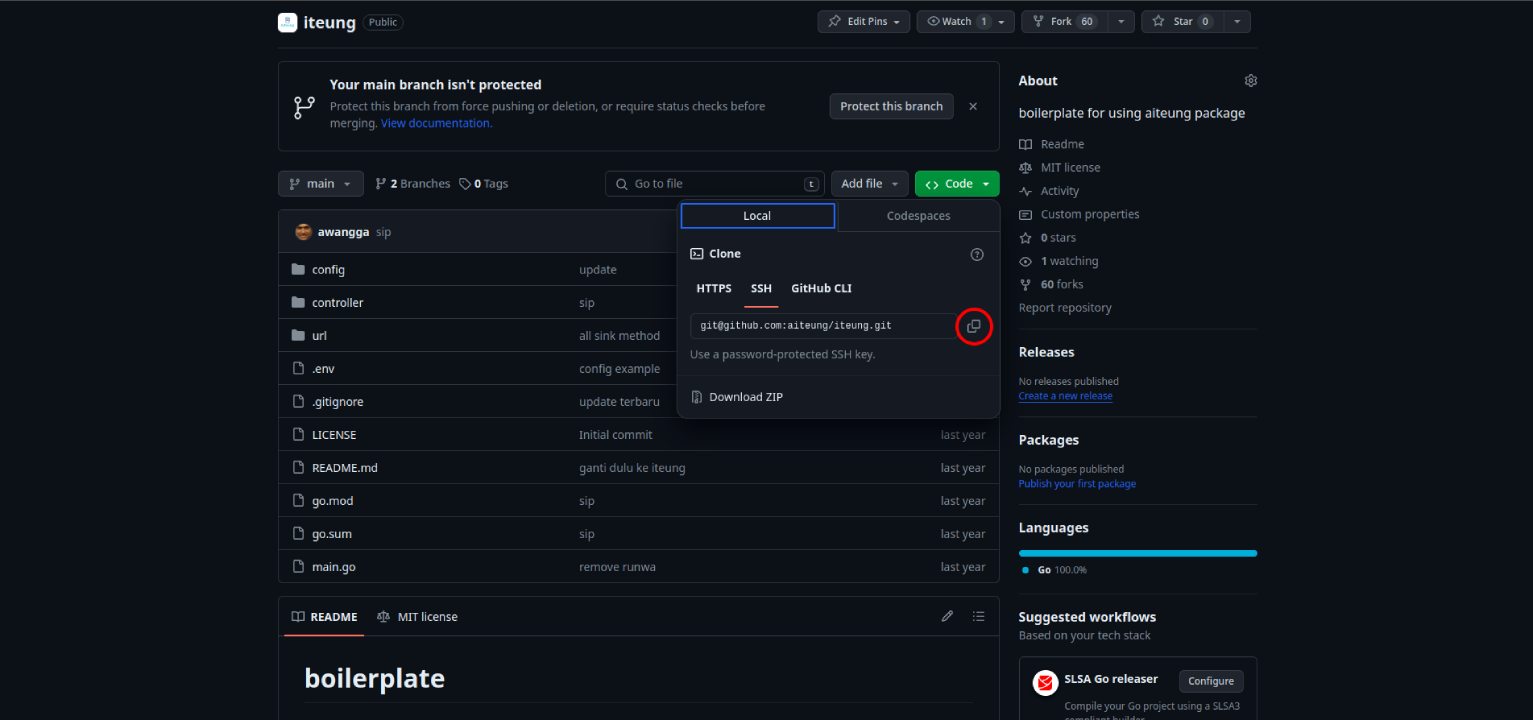 iteung Public
Edit Pins Watch 1 Fork 60 Star 0
Your main branch isn't protected
Protect this branch from force pushing or deletion, or require status checks before
merging. View documentation.
Protect this branch
main 2 Branches 0 Tags
Go to file t
Add file
Code
Local Codespaces
Clone
HTTPS SSH GitHub CLI
git@github.com:aiteung/iteung.git
Use a password-protected SSH key.
Download ZIP
awangga sip
config update
controller sip
url all sink method
.env config example
.gitignore update terbaru
LICENSE Initial commit last year
README.md ganti dulu ke iteung last year
go.mod sip last year
go.sum sip last year
main.go remove runwa last year
README MIT license
boilerplate
About
boilerplate for using aiteung package
Readme
MIT license
Activity
Custom properties
0 stars
1 watching
60 forks
Report repository
Releases
No releases published
Create a new release
Packages
No packages published
Publish your first package
Languages
Go 100.0%
Suggested workflows
Based on your tech stack
SLSA Go releaser
Configure
Compile your Go project using a SLSA3
compliant builder